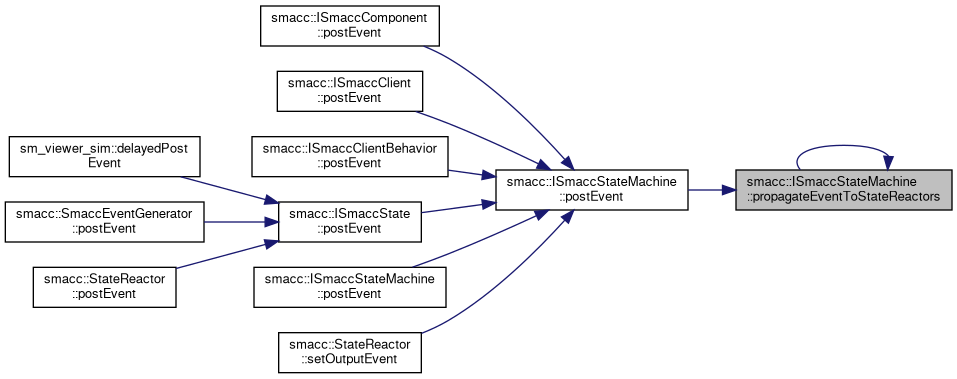 smacc::ISmaccComponent
::postEvent
smacc::ISmaccClient
::postEvent
sm_viewer_sim::delayedPost
Event
smacc::ISmaccClientBehavior
::postEvent
smacc::ISmaccStateMachine
::postEvent
smacc::ISmaccStateMachine
::propagateEventToStateReactors
smacc::SmaccEventGenerator
::postEvent
smacc::ISmaccState
::postEvent
smacc::StateReactor
::postEvent
smacc::ISmaccStateMachine
::postEvent
smacc::StateReactor
::setOutputEvent